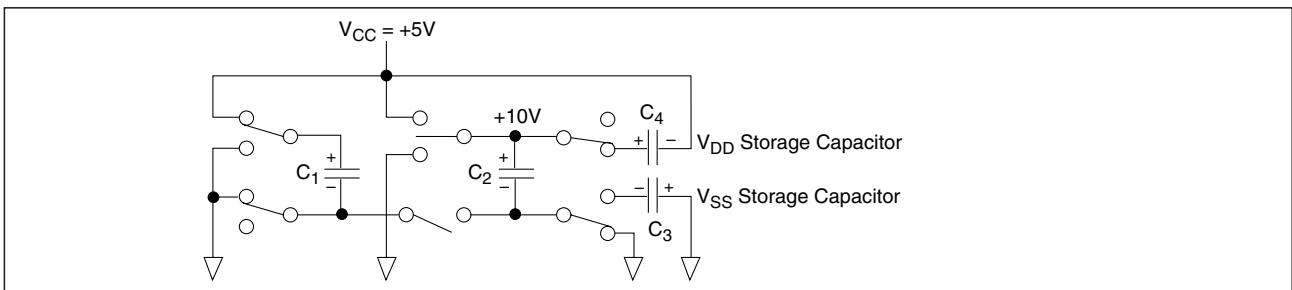 VCC = +5V
+10V
C4
+ −
VDD Storage Capacitor
+
C1
−
+
C2
−
− +
VSS Storage Capacitor
C3